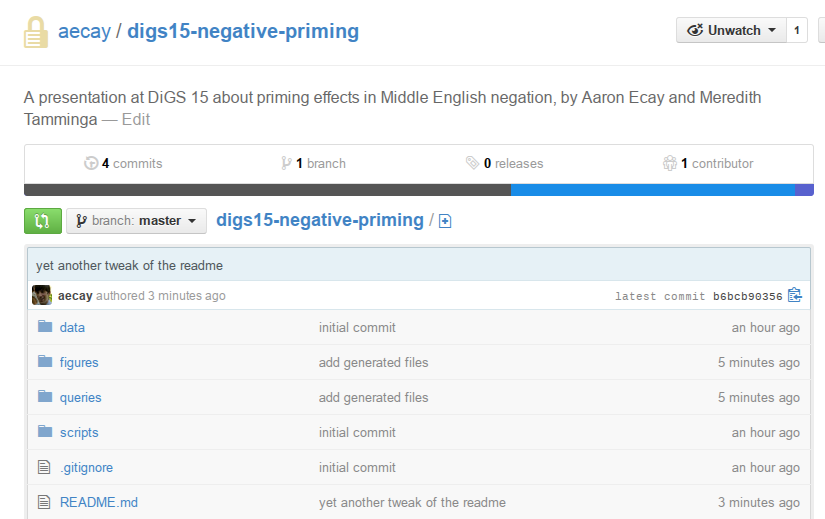 aecay / digs15-negative-priming
Unwatch 1
A presentation at DiGS 15 about priming effects in Middle English negation, by Aaron Ecay and Meredith
Tamminga — Edit
4 commits 1 branch 0 releases 1 contributor
branch: master digs15-negative-priming /
yet another tweak of the readme
aecay authored 3 minutes ago latest commit b6bcb90356
data initial commit an hour ago
figures add generated files 5 minutes ago
queries add generated files 5 minutes ago
scripts initial commit an hour ago
.gitignore initial commit an hour ago
README.md yet another tweak of the readme 3 minutes ago